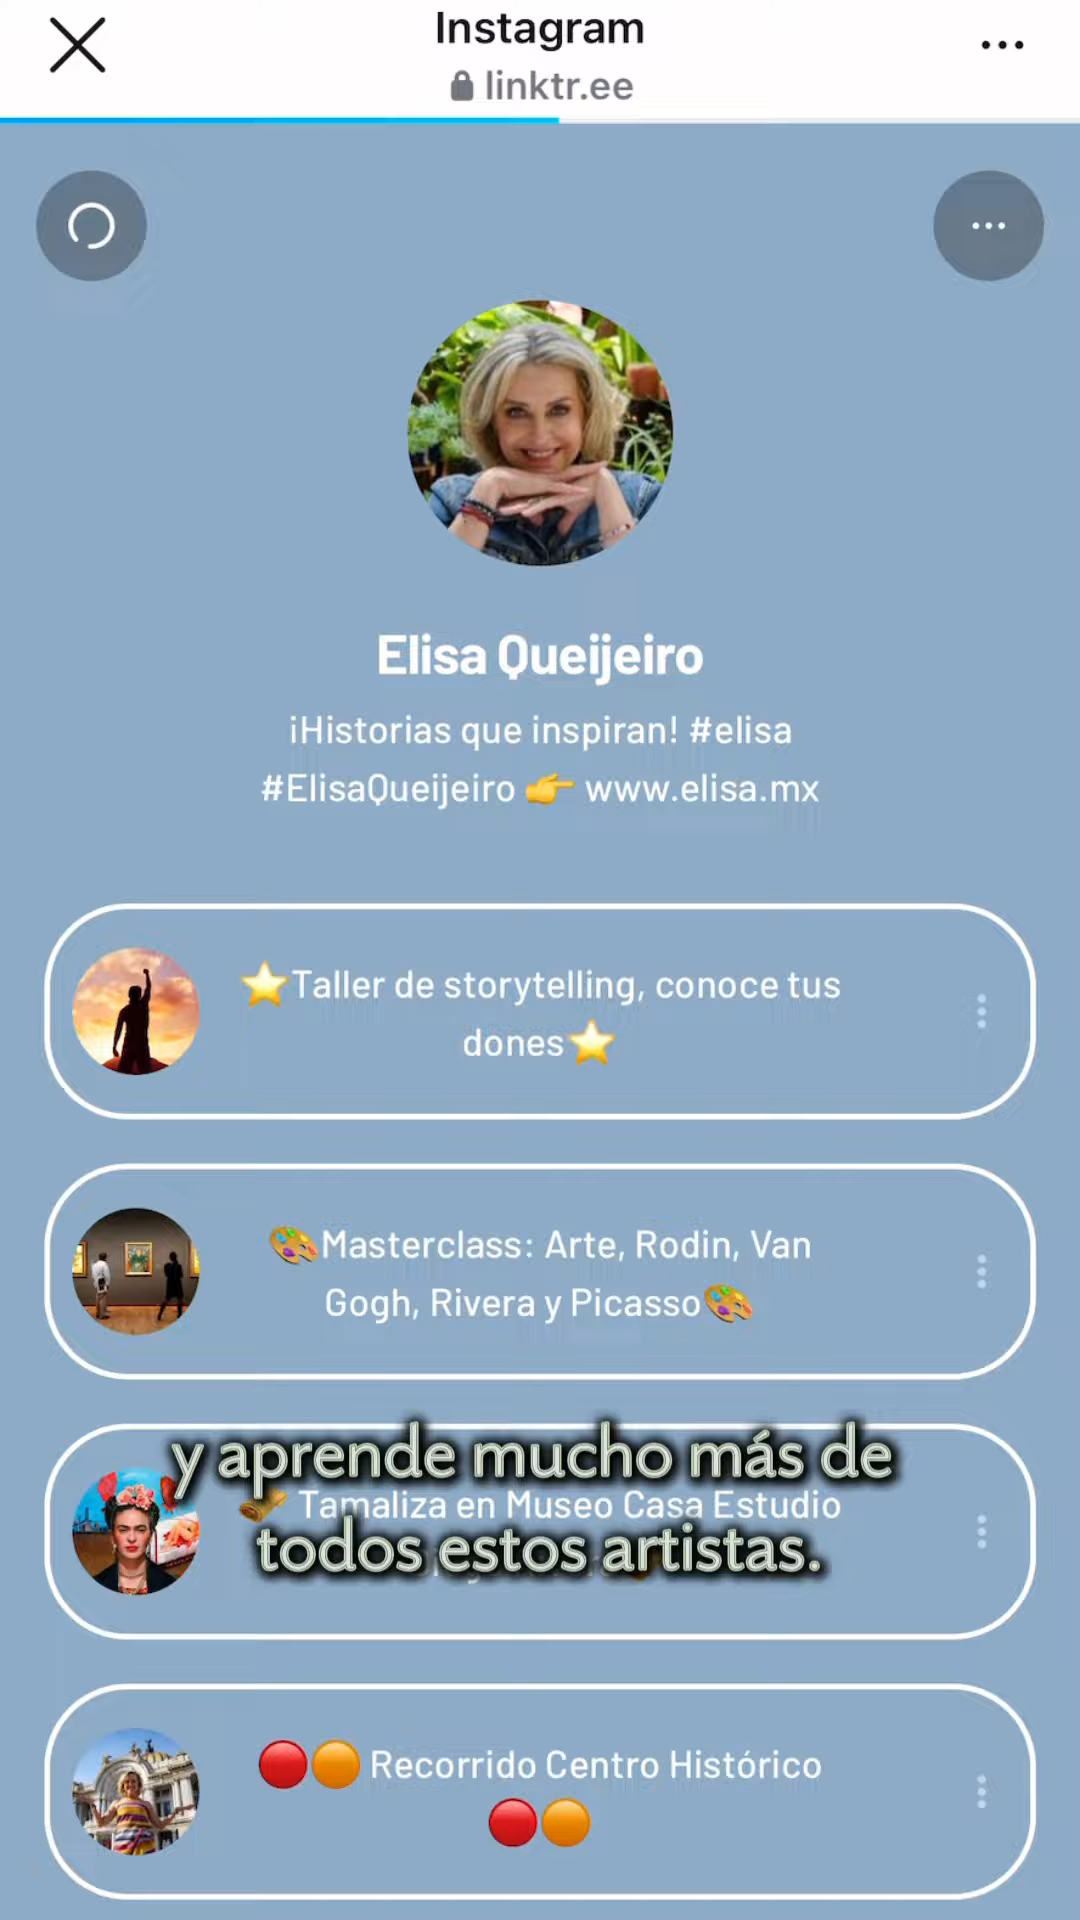 Instagram
linktr.ee
Elisa Queijeiro
¡Historias que inspiran! #elisa
#ElisaQueijeiro 👉 www.elisa.mx
⭐Taller de storytelling, conoce tus
dones⭐
🎨Masterclass: Arte, Rodin, Van
Gogh, Rivera y Picasso🎨
y aprende mucho más de
Tamaliza en Museo Casa Estudio
todos estos artistas.
🔴🟠 Recorrido Centro Histórico
🔴🟠